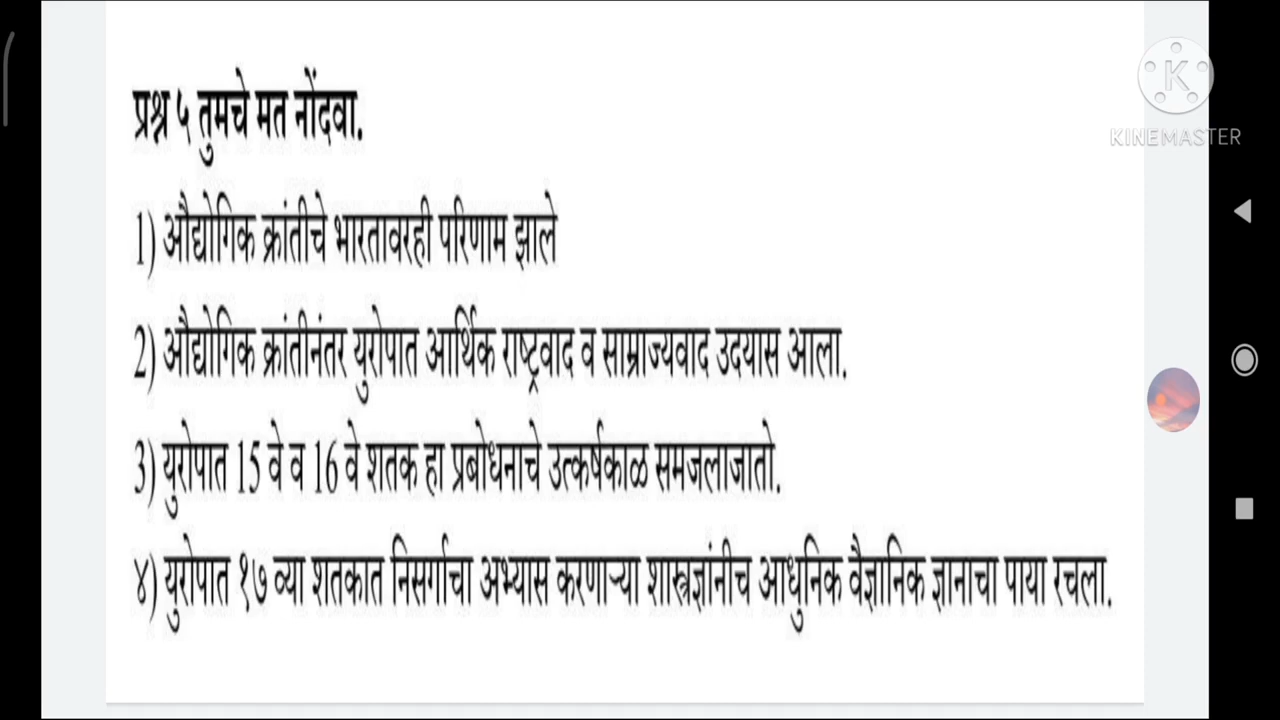 प्रश्न ५ तुमचे मत नोंदवा.
1) औद्योगिक क्रांतीचे भारतावरही परिणाम झाले
2) औद्योगिक क्रांतीनंतर युरोपात आर्थिक राष्ट्रवाद व साम्राज्यवाद उदयास आला.
3) युरोपात 15 वे व 16 वे शतक हा प्रबोधनाचे उत्कर्षकाळ समजलाजातो.
४) युरोपात १७ व्या शतकात निसर्गाचा अभ्यास करणाऱ्या शास्त्रज्ञांनीच आधुनिक वैज्ञानिक ज्ञानाचा पाया रचला.
K
KINEMASTER